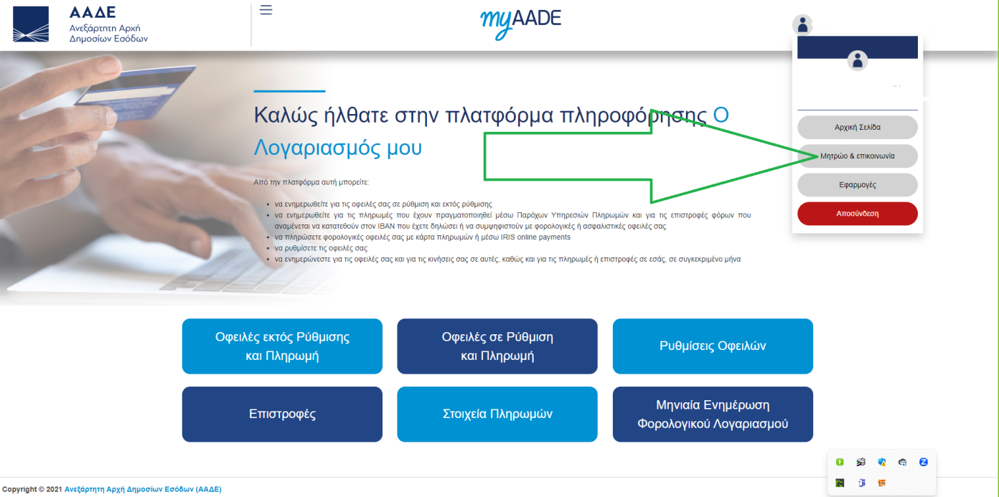 ΑΑΔΕ
Ανεξάρτητη Αρχή
Δημοσίων Εσόδων
myAADE
Καλώς ήλθατε στην πλατφόρμα πληροφόρησης Ο
Λογαριασμός μου
Από την πλατφόρμα αυτή μπορείτε:
να ενημερωθείτε για τις οφειλές σας σε ρύθμιση και εκτός ρύθμισης
να ενημερωθείτε για τις πληρωμές που έχουν πραγματοποιηθεί μέσω Παρόχων Υπηρεσιών Πληρωμών και για τις επιστροφές φόρων που
αναμένεται να κατατεθούν στον IBAN που έχετε δηλώσει ή να συμψηφιστούν με φορολογικές ή ασφαλιστικές οφειλές σας
να πληρώσετε φορολογικές οφειλές σας με κάρτα πληρωμών ή μέσω IRIS online payments
να ρυθμίσετε τις οφειλές σας
να ενημερώνεστε για τις οφειλές σας και για τις κινήσεις σας σε αυτές, καθώς και για τις πληρωμές ή επιστροφές σε εσάς, σε συγκεκριμένο μήνα
Αρχική Σελίδα
Μητρώο & επικοινωνία
Εφαρμογές
Αποσύνδεση
Οφειλές εκτός Ρύθμισης
και Πληρωμή
Οφειλές σε Ρύθμιση
και Πληρωμή
Ρυθμίσεις Οφειλών
Επιστροφές
Στοιχεία Πληρωμών
Μηνιαία Ενημέρωση
Φορολογικού Λογαριασμού
Copyright © 2021 Ανεξάρτητη Αρχή Δημοσίων Εσόδων (ΑΑΔΕ)